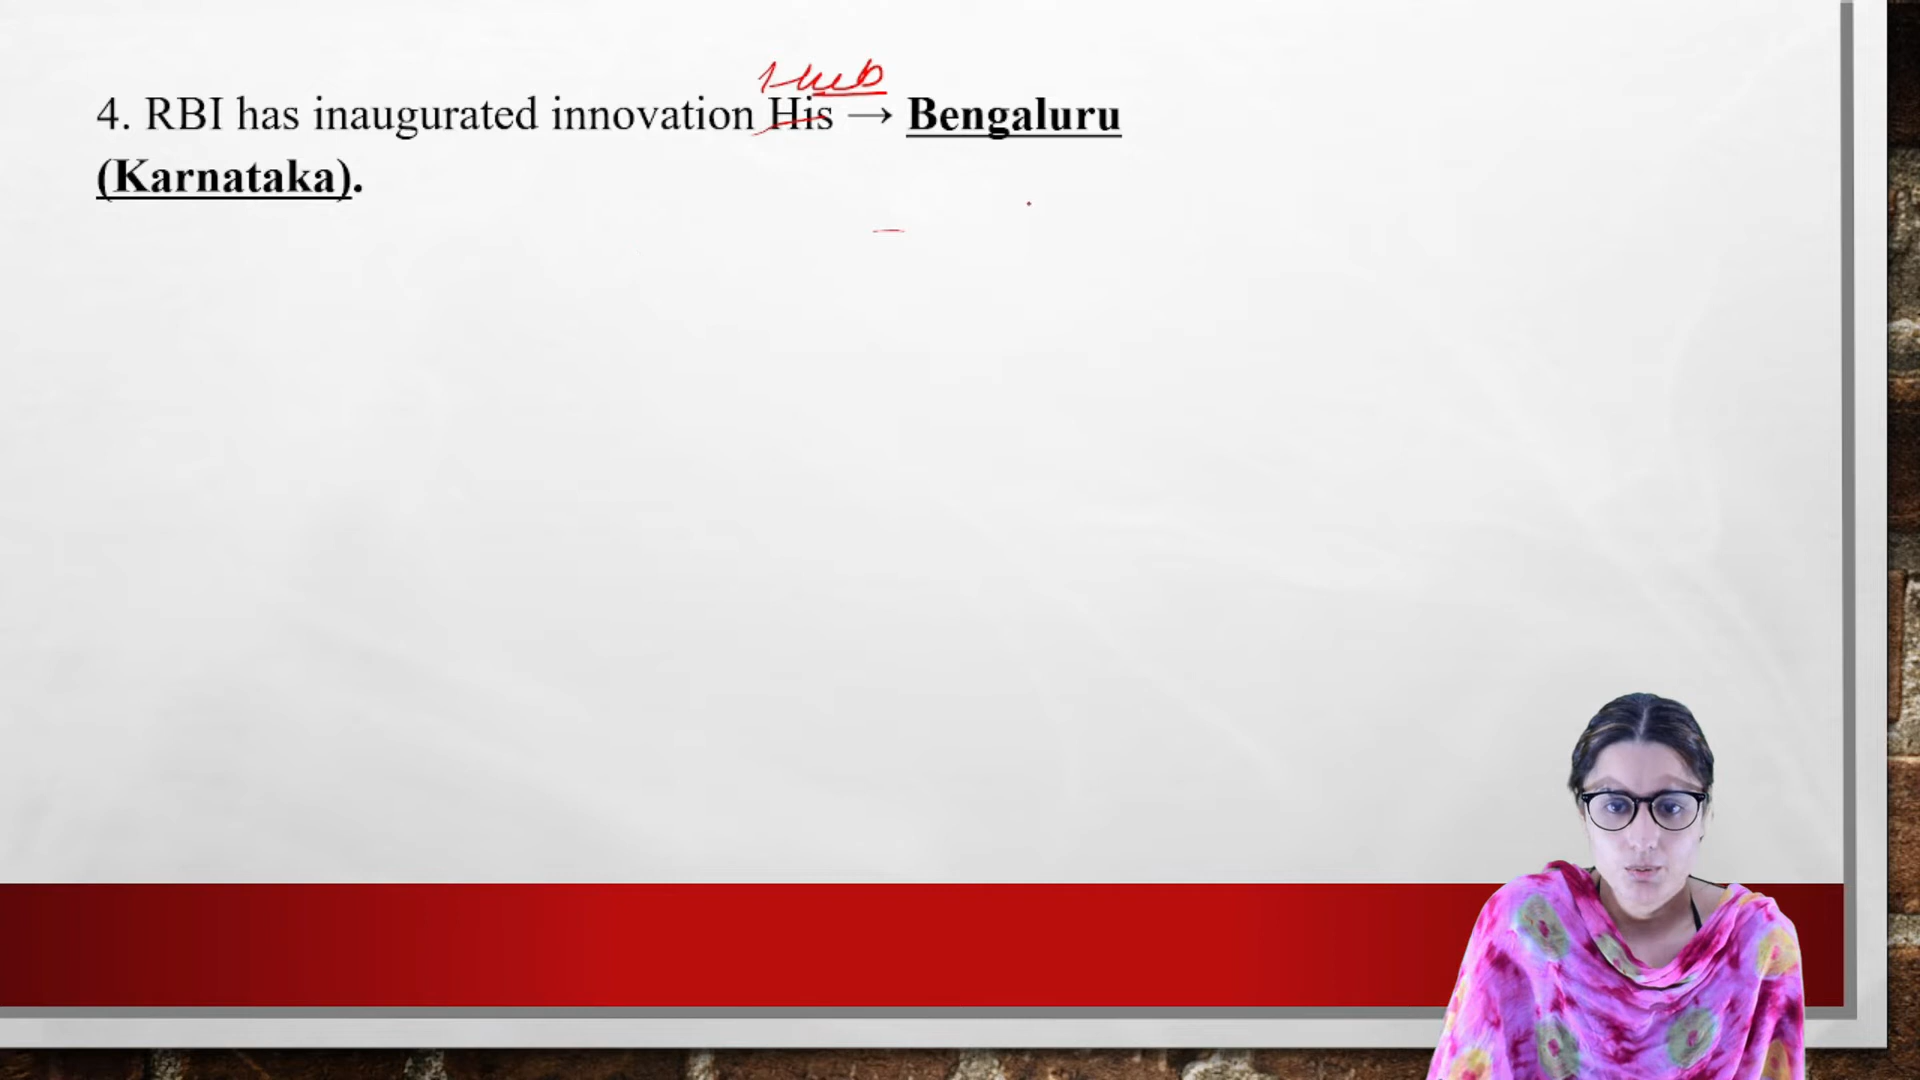 Hub
4. RBI has inaugurated innovation His → Bengaluru
(Karnataka).